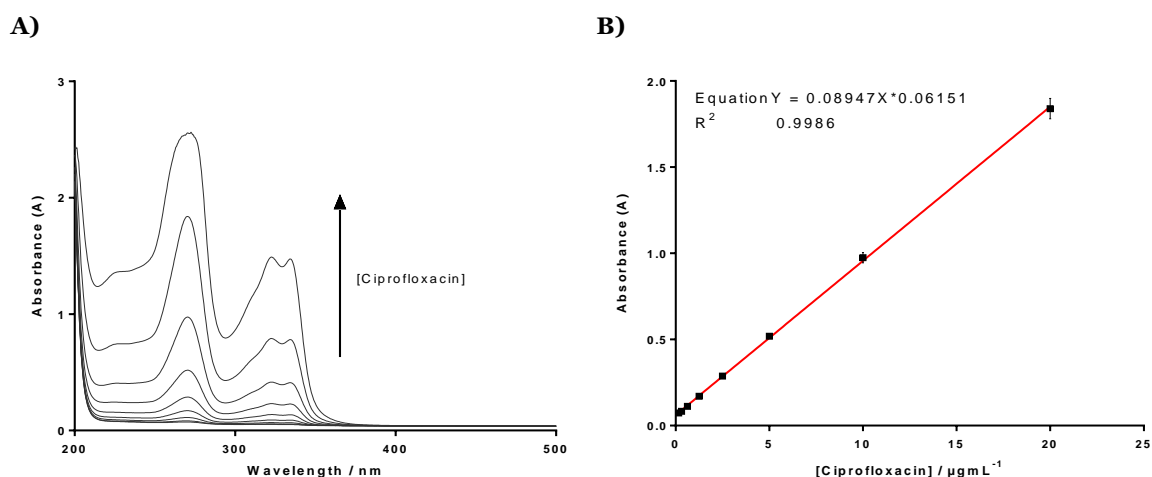 A)
B)
3
2
1
0
200
300
400
500
Absorbance (A)
Wavelength / nm
[Ciprofloxacin]
2.0
1.5
1.0
0.5
0.0
0
5
10
15
20
25
Absorbance (A)
[Ciprofloxacin] / µgmL⁻¹
Equation Y = 0.08947X*0.06151
R² 0.9986